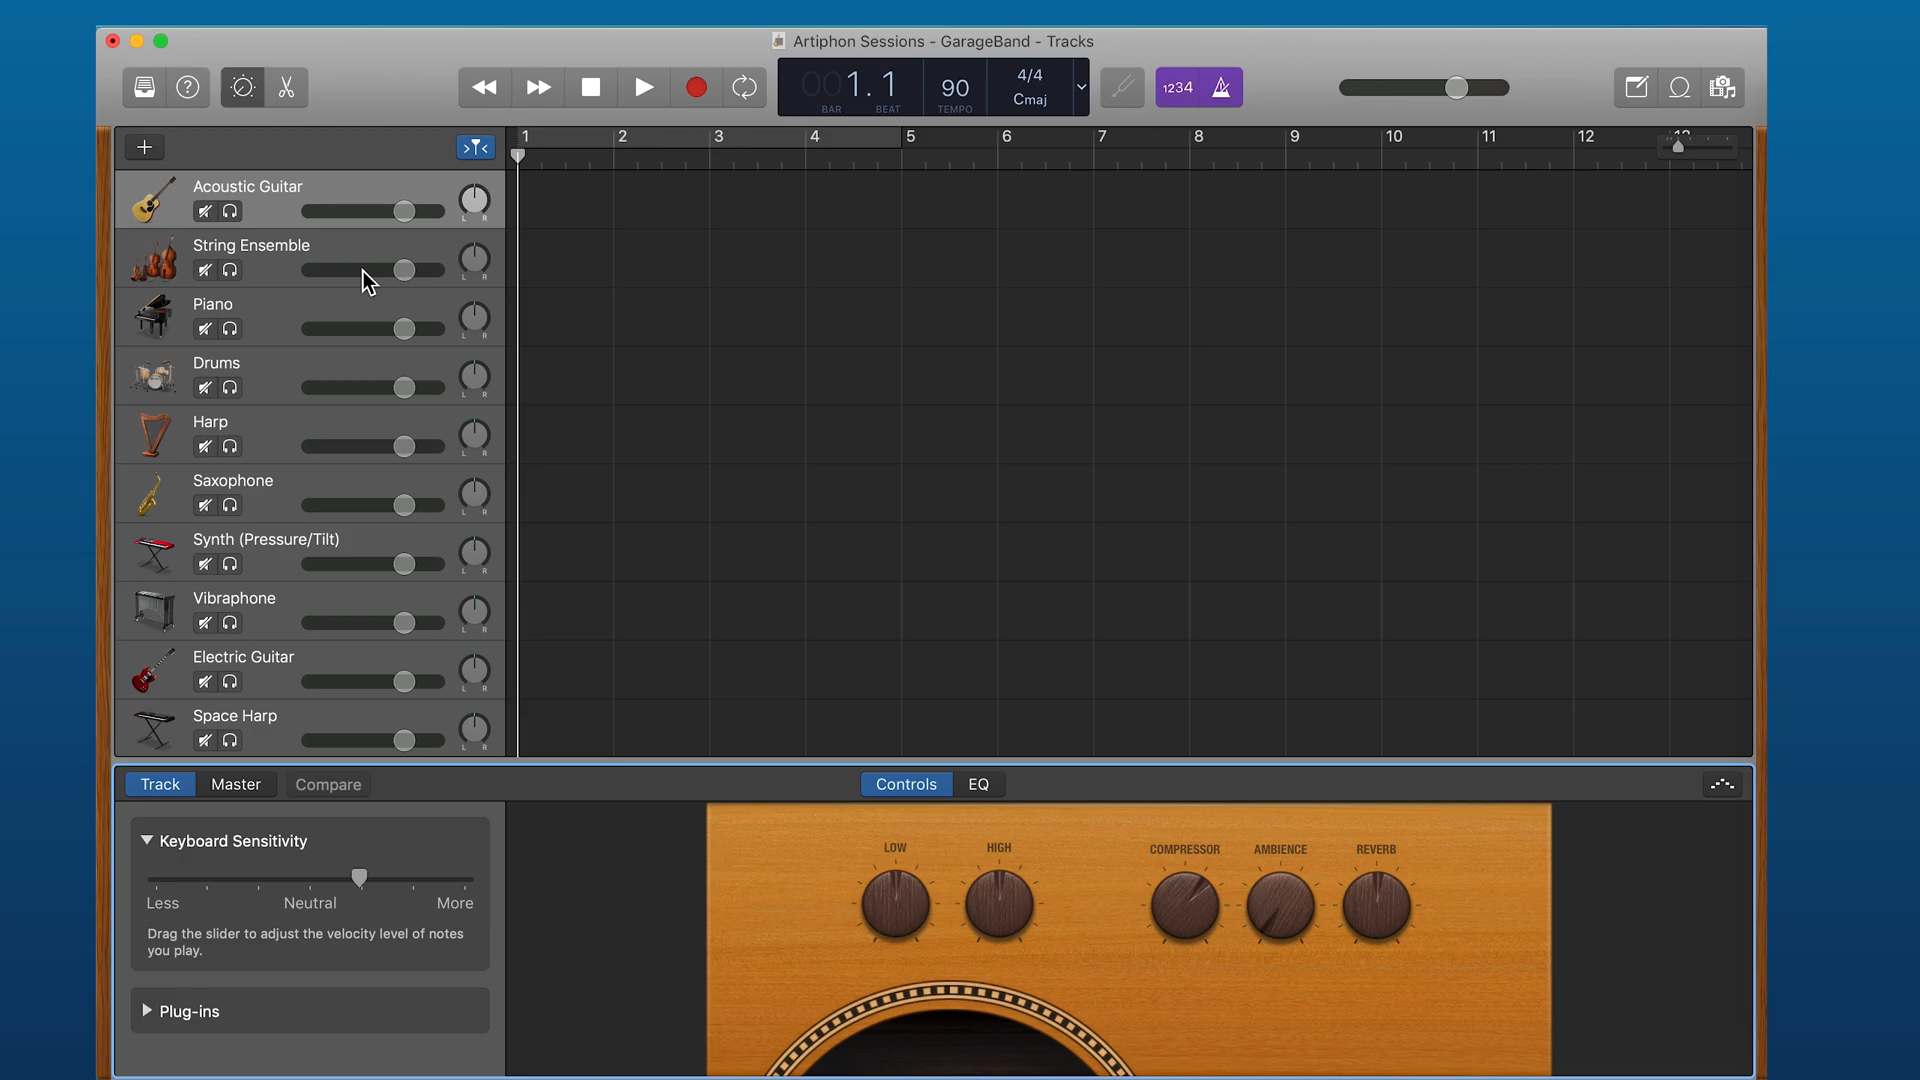 Artiphon Sessions - GarageBand - Tracks
001.1
BAR BEAT
90
TEMPO
4/4
Cmaj
1234
1 2 3 4 5 6 7 8 9 10 11 12 13
Acoustic Guitar
L R
String Ensemble
L R
Piano
L R
Drums
L R
Harp
L R
Saxophone
L R
Synth (Pressure/Tilt)
L R
Vibraphone
L R
Electric Guitar
L R
Space Harp
L R
Track Master Compare
Controls EQ
Keyboard Sensitivity
Less Neutral More
Drag the slider to adjust the velocity level of notes
you play.
Plug-ins
LOW HIGH COMPRESSOR AMBIENCE REVERB